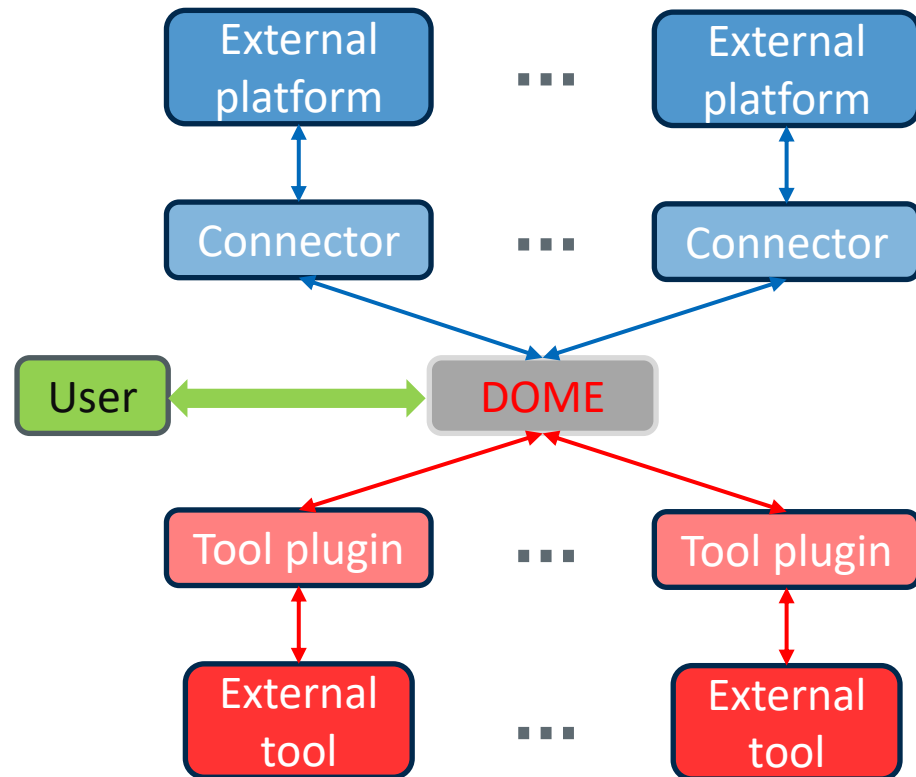 External
platform
...
External
platform
Connector
...
Connector
User
DOME
Tool plugin
...
Tool plugin
External
tool
...
External
tool